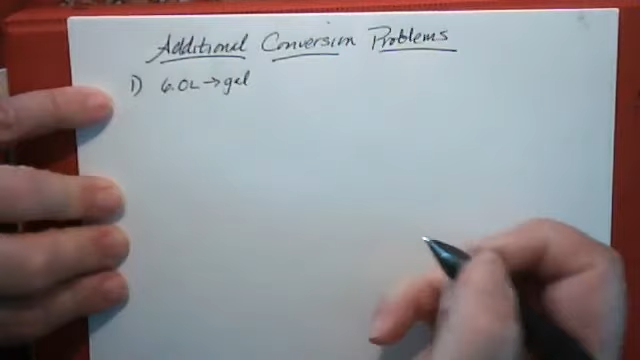 Additional Conversion Problems
1) 6.0L → gal